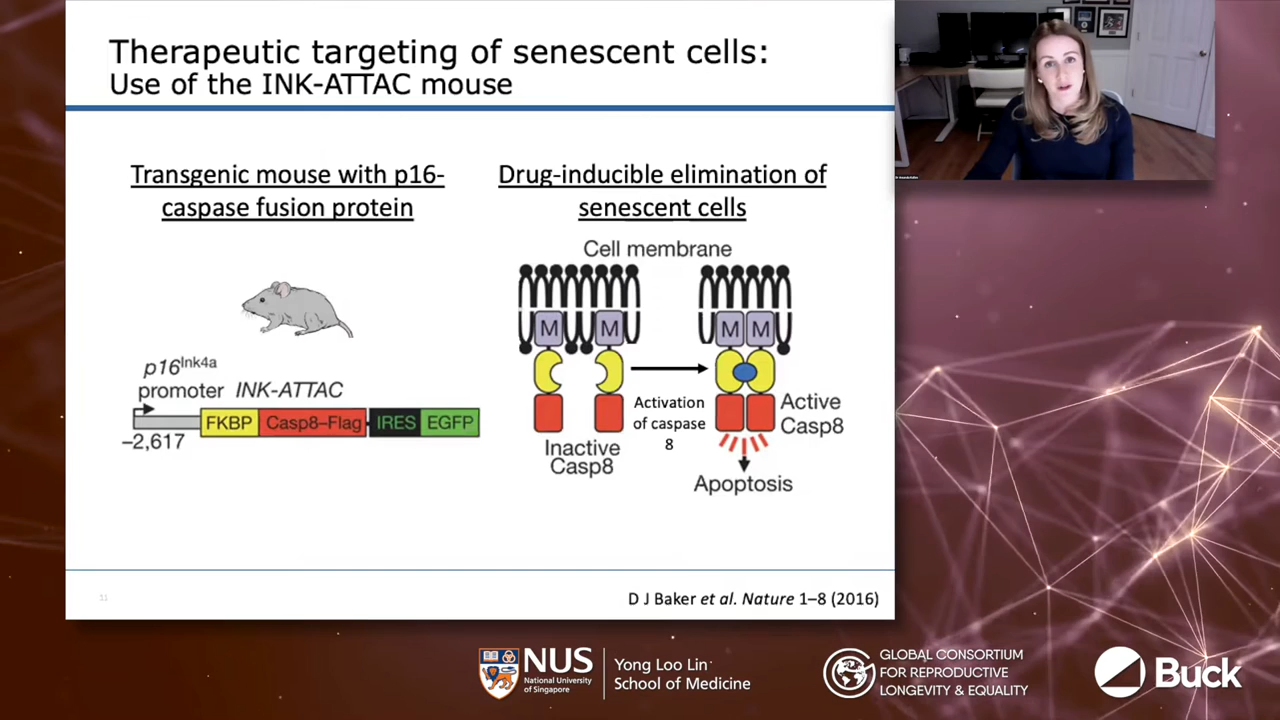 Therapeutic targeting of senescent cells:
Use of the INK-ATTAC mouse
Transgenic mouse with p16-
caspase fusion protein
p16Ink4a
promoter INK-ATTAC
FKBP Casp8–Flag IRES EGFP
−2,617
Drug-inducible elimination of
senescent cells
Cell membrane
M M M M
Activation
of caspase
8
Inactive
Casp8
Active
Casp8
Apoptosis
11
D J Baker et al. Nature 1–8 (2016)
NUS
National University
of Singapore
Yong Loo Lin
School of Medicine
GLOBAL CONSORTIUM
FOR REPRODUCTIVE
LONGEVITY & EQUALITY
Buck